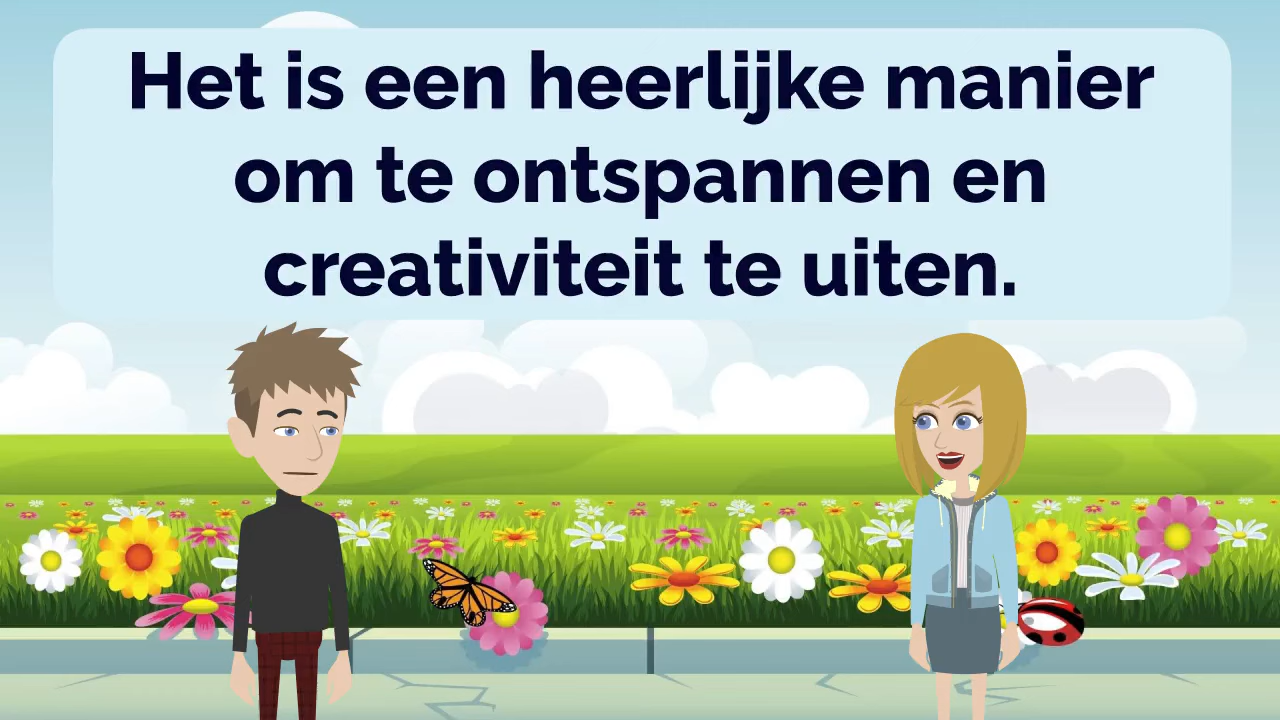 Het is een heerlijke manier
om te ontspannen en
creativiteit te uiten.